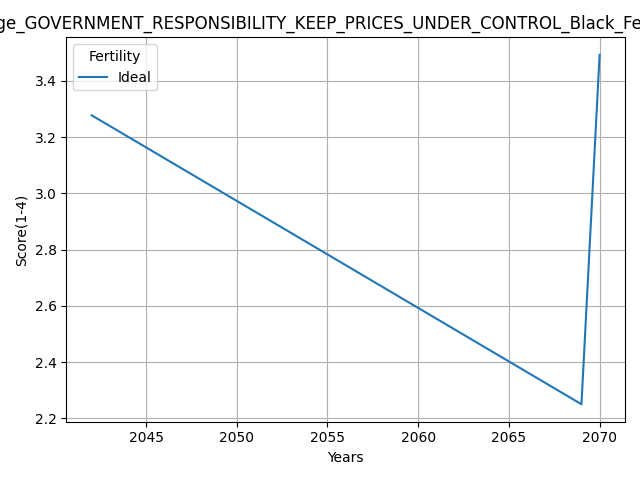 ge_GOVERNMENT_RESPONSIBILITY_KEEP_PRICES_UNDER_CONTROL_Black_Fe
Fertility
Ideal
3.4
3.2
3.0
2.8
2.6
2.4
2.2
Score(1-4)
2045 2050 2055 2060 2065 2070
Years